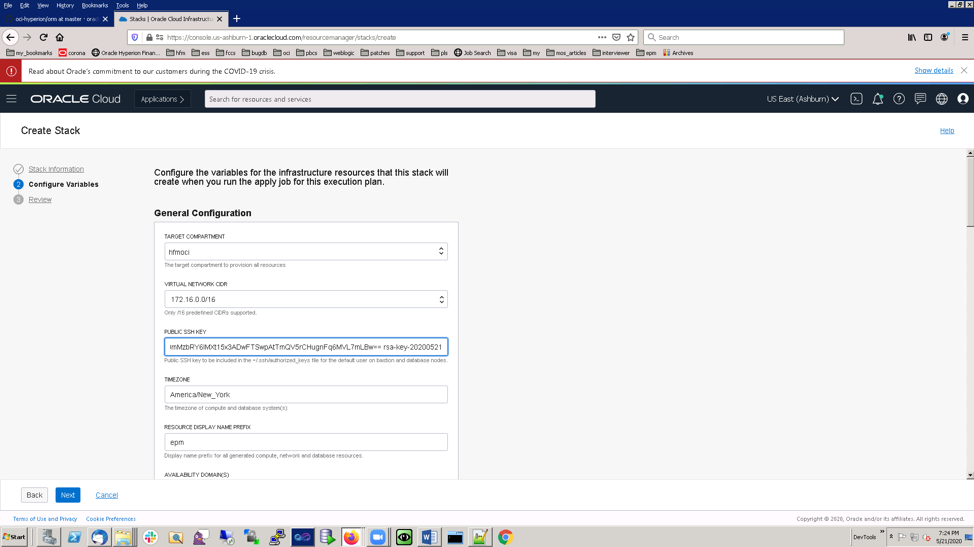 File Edit View History Bookmarks Tools Help
oci-hyperion/orm at master · orac
Stacks | Oracle Cloud Infrastructu
https://console.us-ashburn-1.oraclecloud.com/resourcemanager/stacks/create
Search
my_bookmarks corona Oracle Hyperion Finan... hfm ess fccs bugdb oci pbcs weblogic patches support pls Job Search visa my mos_articles interviewer epm Archives
Read about Oracle's commitment to our customers during the COVID-19 crisis.
Show details
ORACLE Cloud
Applications
Search for resources and services
US East (Ashburn)
Create Stack
Help
Stack Information
2 Configure Variables
3 Review
Configure the variables for the infrastructure resources that this stack will
create when you run the apply job for this execution plan.
General Configuration
TARGET COMPARTMENT
hfmoci
The target compartment to provision all resources
VIRTUAL NETWORK CIDR
172.16.0.0/16
Only /16 predefined CIDRs supported.
PUBLIC SSH KEY
rsa-key-20200521
Public SSH key to be included in the ~/.ssh/authorized_keys file for the default user on bastion and database nodes.
TIMEZONE
America/New_York
The timezone of compute and database system(s)
RESOURCE DISPLAY NAME PREFIX
epm
Display name prefix for all generated compute, network and database resources.
AVAILABILITY DOMAIN(S)
Back
Next
Cancel
Terms of Use and Privacy
Cookie Preferences
Copyright © 2020, Oracle and/or its affiliates. All rights reserved.
Start
DevTools
7:24 PM
5/21/2020